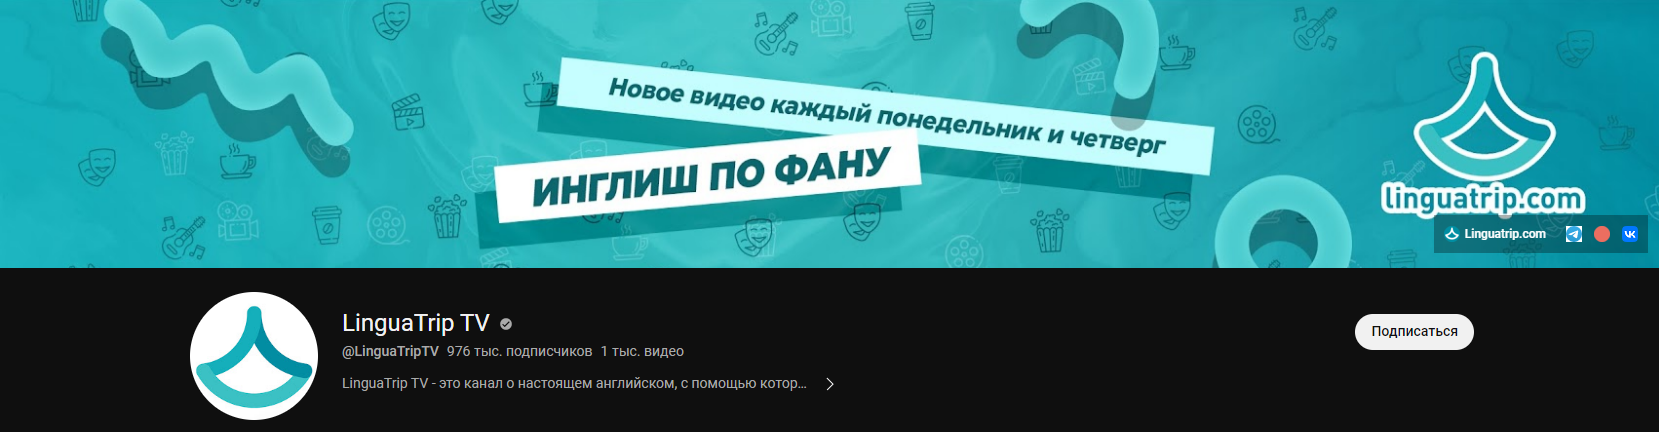 Новое видео каждый понедельник и четверг
ИНГЛИШ ПО ФАНУ
linguatrip.com
Linguatrip.com
LinguaTrip TV
@LinguaTripTV 976 тыс. подписчиков 1 тыс. видео
LinguaTrip TV - это канал о настоящем английском, с помощью котор...
Подписаться